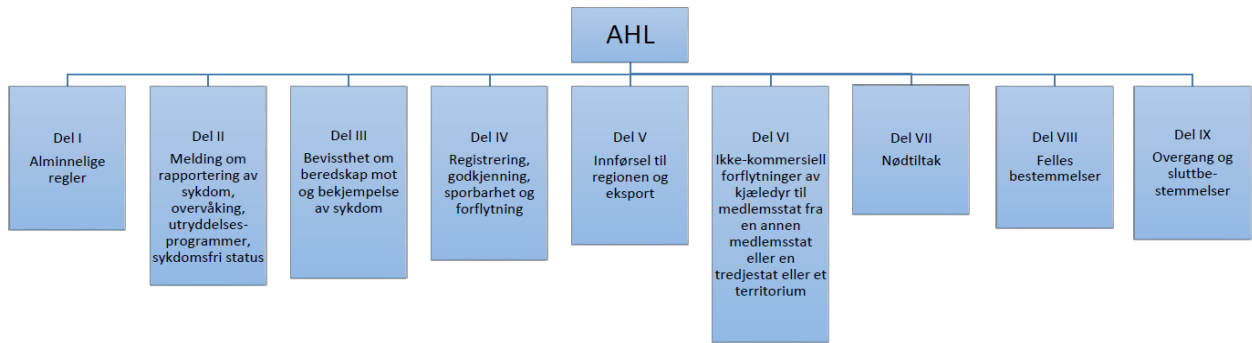 AHL
Del I
Alminnelige
regler
Del II
Melding om
rapportering av
sykdom,
overvåking,
utryddelses-
programmer,
sykdomsfri status
Del III
Bevissthet om
beredskap mot
og bekjempelse
av sykdom
Del IV
Registrering,
godkjenning,
sporbarhet og
forflytning
Del V
Innførsel til
regionen og
eksport
Del VI
Ikke-kommersiell
forflytninger av
kjæledyr til
medlemsstat fra
en annen
medlemsstat
eller en
tredjestat eller et
territorium
Del VII
Nødtiltak
Del VIII
Felles
bestemmelser
Del IX
Overgang og
sluttbe-
stemmelser